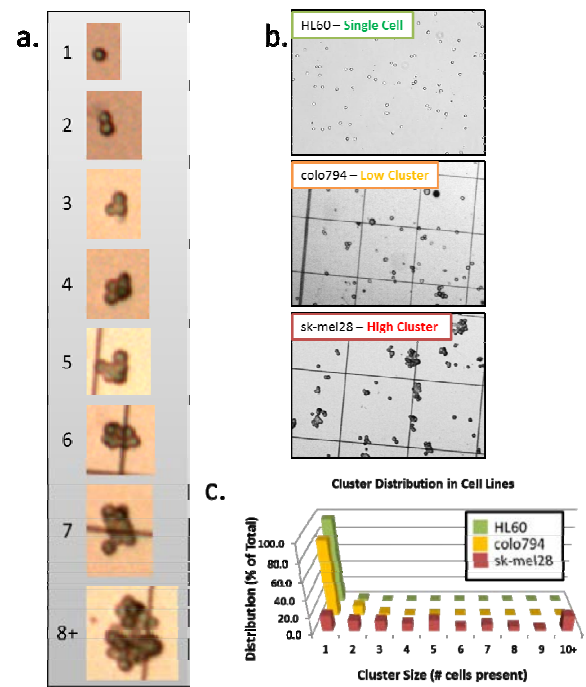 a.
1
2
3
4
5
6
7
8+
b.
HL60 – Single Cell
colo794 – Low Cluster
sk-mel28 – High Cluster
c.
Cluster Distribution in Cell Lines
Distribution (% of Total)
100.0
80.0
60.0
40.0
20.0
0.0
HL60
colo794
sk-mel28
1 2 3 4 5 6 7 8 9 10+
Cluster Size (# cells present)